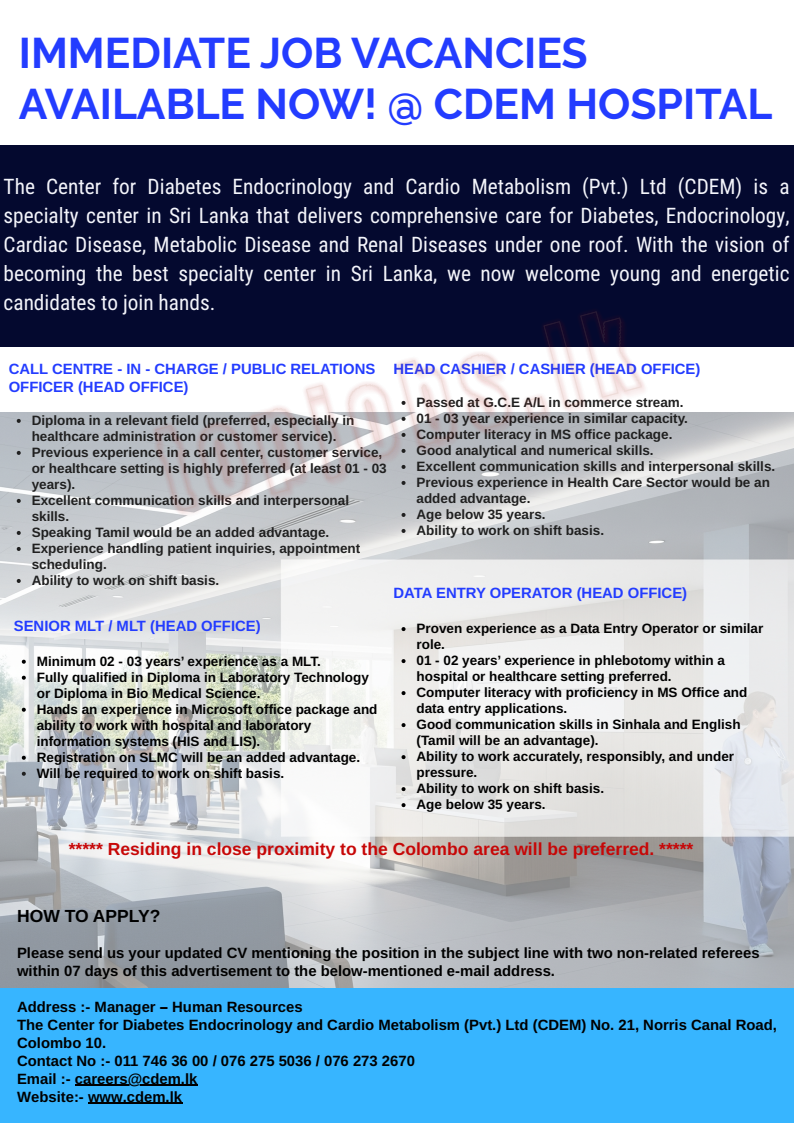 IMMEDIATE JOB VACANCIES
AVAILABLE NOW! @ CDEM HOSPITAL
The Center for Diabetes Endocrinology and Cardio Metabolism (Pvt.) Ltd (CDEM) is a
specialty center in Sri Lanka that delivers comprehensive care for Diabetes, Endocrinology,
Cardiac Disease, Metabolic Disease and Renal Diseases under one roof. With the vision of
becoming the best specialty center in Sri Lanka, we now welcome young and energetic
candidates to join hands.
CALL CENTRE - IN - CHARGE / PUBLIC RELATIONS
OFFICER (HEAD OFFICE)
• Diploma in a relevant field (preferred, especially in
healthcare administration or customer service).
• Previous experience in a call center, customer service,
or healthcare setting is highly preferred (at least 01 - 03
years).
• Excellent communication skills and interpersonal
skills.
• Speaking Tamil would be an added advantage.
• Experience handling patient inquiries, appointment
scheduling.
• Ability to work on shift basis.
SENIOR MLT / MLT (HEAD OFFICE)
• Minimum 02 - 03 years’ experience as a MLT.
• Fully qualified in Diploma in Laboratory Technology
or Diploma in Bio Medical Science.
• Hands an experience in Microsoft office package and
ability to work with hospital and laboratory
information systems (HIS and LIS).
• Registration on SLMC will be an added advantage.
• Will be required to work on shift basis.
HEAD CASHIER / CASHIER (HEAD OFFICE)
• Passed at G.C.E A/L in commerce stream.
• 01 - 03 year experience in similar capacity.
• Computer literacy in MS office package.
• Good analytical and numerical skills.
• Excellent communication skills and interpersonal skills.
• Previous experience in Health Care Sector would be an
added advantage.
• Age below 35 years.
• Ability to work on shift basis.
DATA ENTRY OPERATOR (HEAD OFFICE)
• Proven experience as a Data Entry Operator or similar
role.
• 01 - 02 years’ experience in phlebotomy within a
hospital or healthcare setting preferred.
• Computer literacy with proficiency in MS Office and
data entry applications.
• Good communication skills in Sinhala and English
(Tamil will be an advantage).
• Ability to work accurately, responsibly, and under
pressure.
• Ability to work on shift basis.
• Age below 35 years.
***** Residing in close proximity to the Colombo area will be preferred. *****
HOW TO APPLY?
Please send us your updated CV mentioning the position in the subject line with two non-related referees
within 07 days of this advertisement to the below-mentioned e-mail address.
Address :- Manager – Human Resources
The Center for Diabetes Endocrinology and Cardio Metabolism (Pvt.) Ltd (CDEM) No. 21, Norris Canal Road,
Colombo 10.
Contact No :- 011 746 36 00 / 076 275 5036 / 076 273 2670
Email :- careers@cdem.lk
Website:- www.cdem.lk